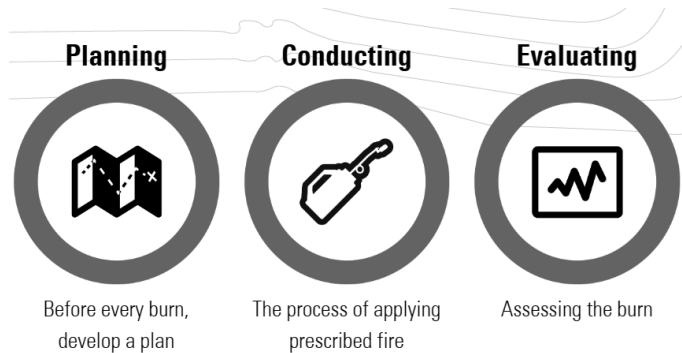 Planning
Before every burn,
develop a plan
Conducting
The process of applying
prescribed fire
Evaluating
Assessing the burn